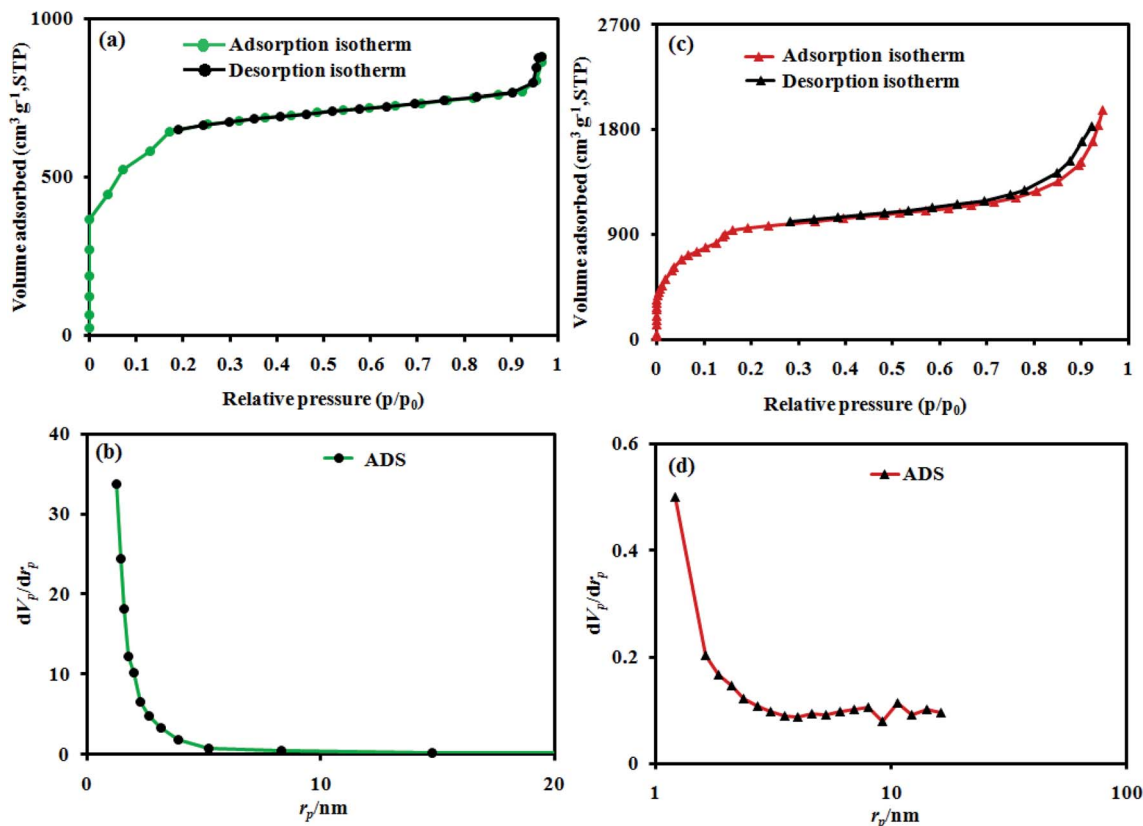 (a)
Adsorption isotherm
Desorption isotherm
Volume adsorbed (cm³ g⁻¹,STP)
1000
500
0
0 0.1 0.2 0.3 0.4 0.5 0.6 0.7 0.8 0.9 1
Relative pressure (p/p₀)
(c)
Adsorption isotherm
Desorption isotherm
Volume adsorbed (cm³ g⁻¹,STP)
2700
1800
900
0
0 0.1 0.2 0.3 0.4 0.5 0.6 0.7 0.8 0.9 1
Relative pressure (p/p₀)
(b)
ADS
dVₚ/drₚ
40
30
20
10
0
0 10 20
rₚ/nm
(d)
ADS
dVₚ/drₚ
0.6
0.4
0.2
0
1 10 100
rₚ/nm